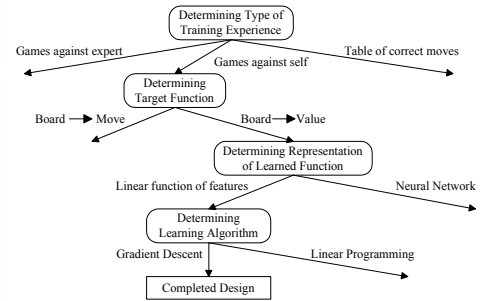 Determining Type of
Training Experience
Games against expert
Games against self
Table of correct moves
Determining
Target Function
Board Move
Board Value
Determining Representation
of Learned Function
Linear function of features
Neural Network
Determining
Learning Algorithm
Gradient Descent
Linear Programming
Completed Design